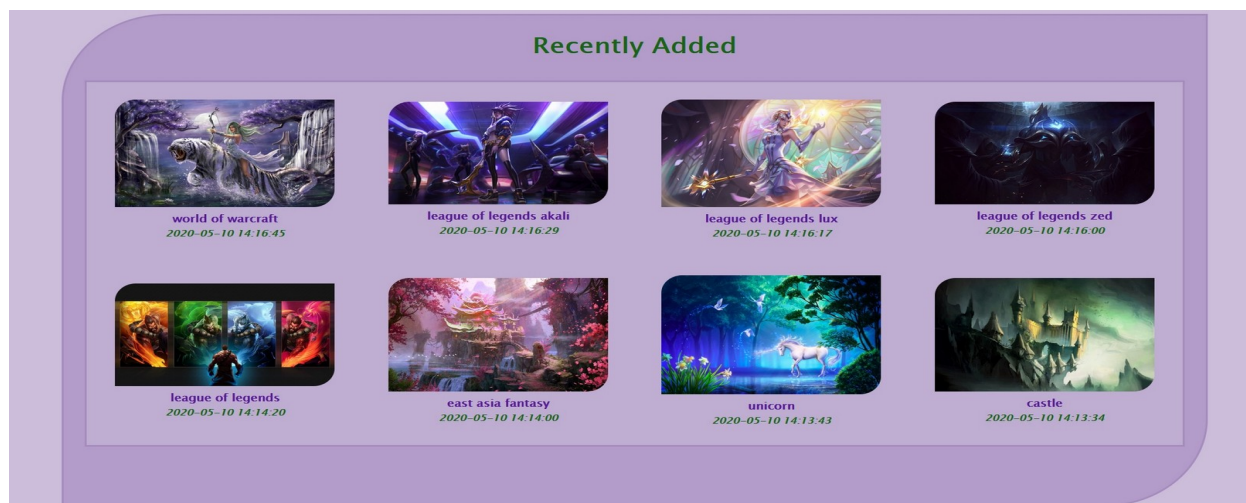 Recently Added
world of warcraft
2020-05-10 14:16:45
league of legends akali
2020-05-10 14:16:29
league of legends lux
2020-05-10 14:16:17
league of legends zed
2020-05-10 14:16:00
league of legends
2020-05-10 14:14:20
east asia fantasy
2020-05-10 14:14:00
unicorn
2020-05-10 14:13:43
castle
2020-05-10 14:13:34